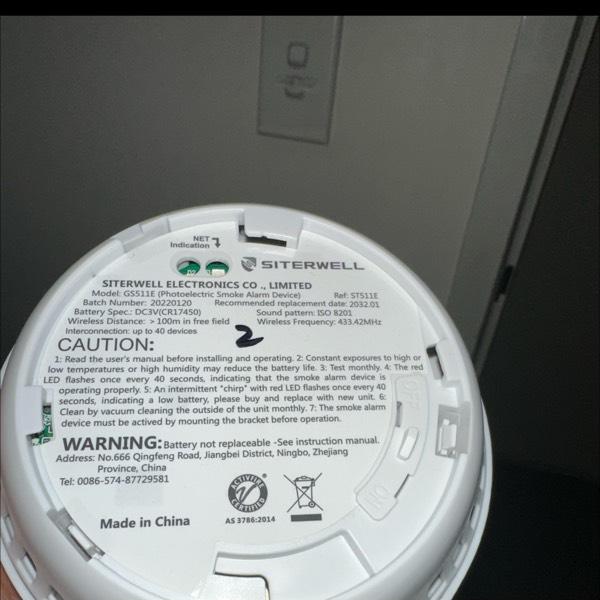 NET
Indication
SITERWELL
SITERWELL ELECTRONICS CO ., LIMITED
Model: GS511E (Photoelectric Smoke Alarm Device) Ref: ST511E
Batch Number: 20220120 Recommended replacement date: 2032.01
Battery Spec.: DC3V(CR17450) Sound pattern: ISO 8201
Wireless Distance: >100m in free field Wireless Frequency: 433.42MHz
Interconnection: up to 40 devices
2
CAUTION:
1: Read the user's manual before installing and operating. 2: Constant exposures to high or
low temperatures or high humidity may reduce the battery life. 3: Test monthly. 4: The red
LED flashes once every 40 seconds, indicating that the smoke alarm device is
operating properly. 5: An intermittent "chirp" with red LED flashes once every 40
seconds, indicating a low battery, please buy and replace with new unit. 6:
Clean by vacuum cleaning the outside of the unit monthly. 7: The smoke alarm
device must be actived by mounting the bracket before operation.
WARNING: Battery not replaceable -See instruction manual.
Address: No.666 Qingfeng Road, Jiangbei District, Ningbo, Zhejiang
Province, China
Tel: 0086-574-87729581
OFF
ON
ACTIVFIRE
CERTIFIED
Made in China
AS 3786:2014